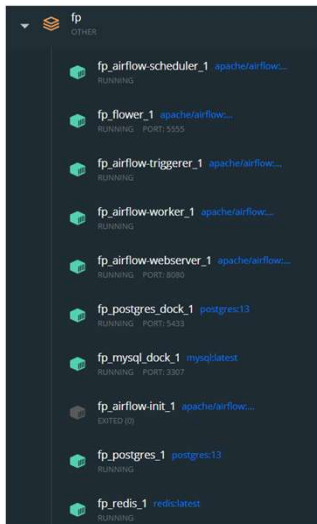 fp
OTHER
fp_airflow-scheduler_1 apache/airflow:...
RUNNING
fp_flower_1 apache/airflow:...
RUNNING PORT: 5555
fp_airflow-triggerer_1 apache/airflow:...
RUNNING
fp_airflow-worker_1 apache/airflow:...
RUNNING
fp_airflow-webserver_1 apache/airflow:...
RUNNING PORT: 8080
fp_postgres_dock_1 postgres:13
RUNNING PORT: 5433
fp_mysql_dock_1 mysql:latest
RUNNING PORT: 3307
fp_airflow-init_1 apache/airflow:...
EXITED (0)
fp_postgres_1 postgres:13
RUNNING
fp_redis_1 redis:latest
RUNNING